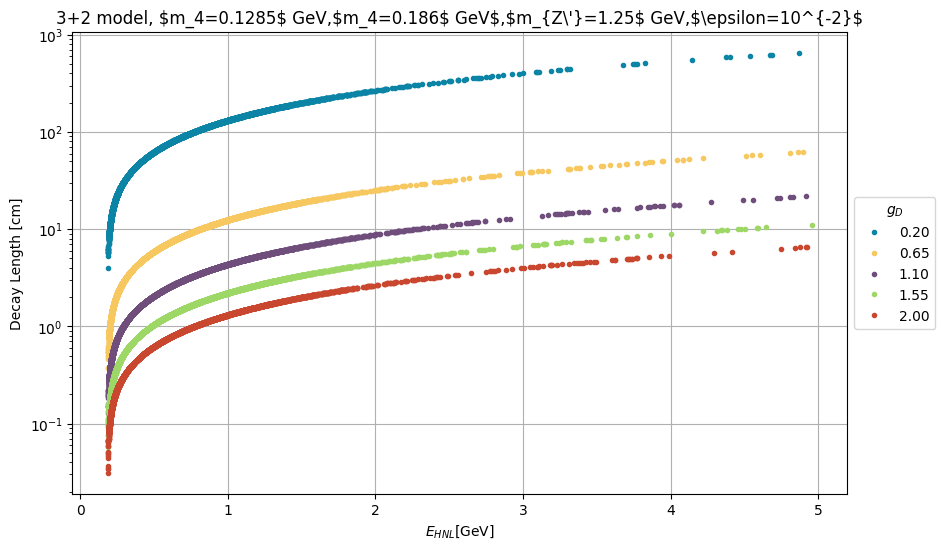 3+2 model, $m_4=0.1285$ GeV,$m_4=0.186$ GeV$,$m_{Z\'}=1.25$ GeV,$\epsilon=10^{-2}$
10³
10²
10¹
10⁰
10⁻¹
Decay Length [cm]
0 1 2 3 4 5
E_{HNL}[GeV]
g_D
0.20
0.65
1.10
1.55
2.00